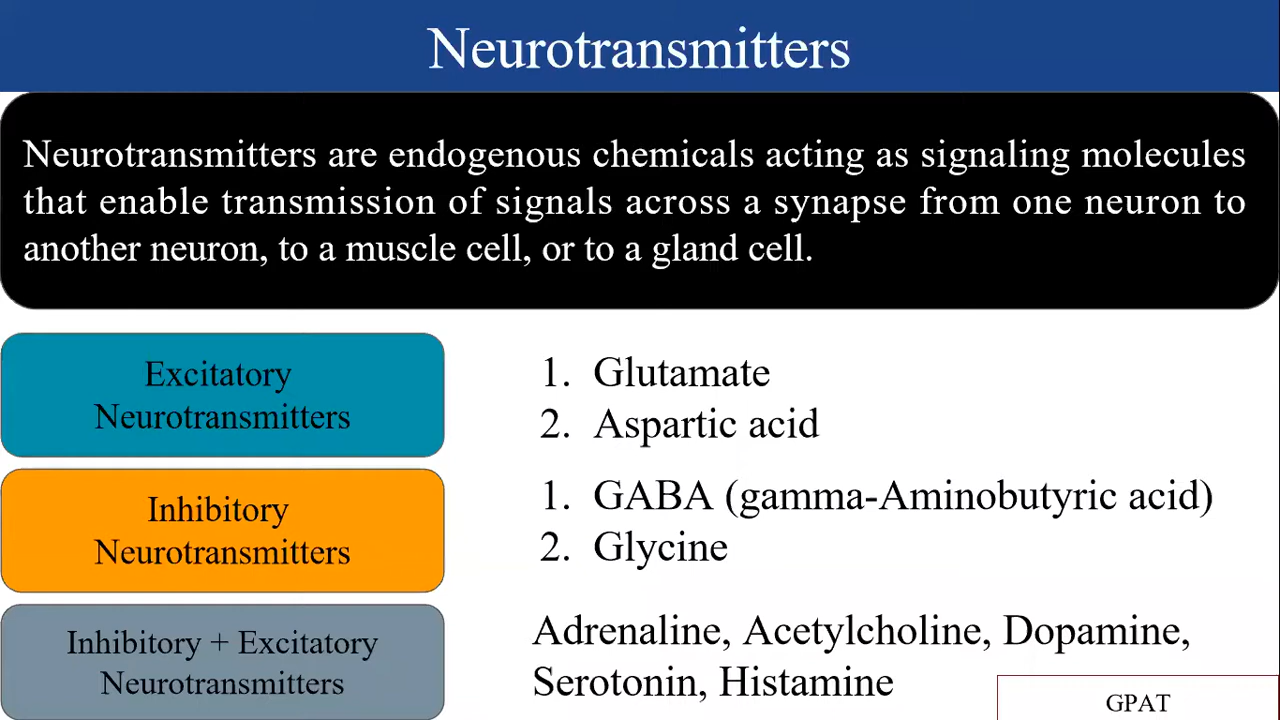 Neurotransmitters
Neurotransmitters are endogenous chemicals acting as signaling molecules
that enable transmission of signals across a synapse from one neuron to
another neuron, to a muscle cell, or to a gland cell.
Excitatory
Neurotransmitters
1. Glutamate
2. Aspartic acid
Inhibitory
Neurotransmitters
1. GABA (gamma-Aminobutyric acid)
2. Glycine
Inhibitory + Excitatory
Neurotransmitters
Adrenaline, Acetylcholine, Dopamine,
Serotonin, Histamine
GPAT